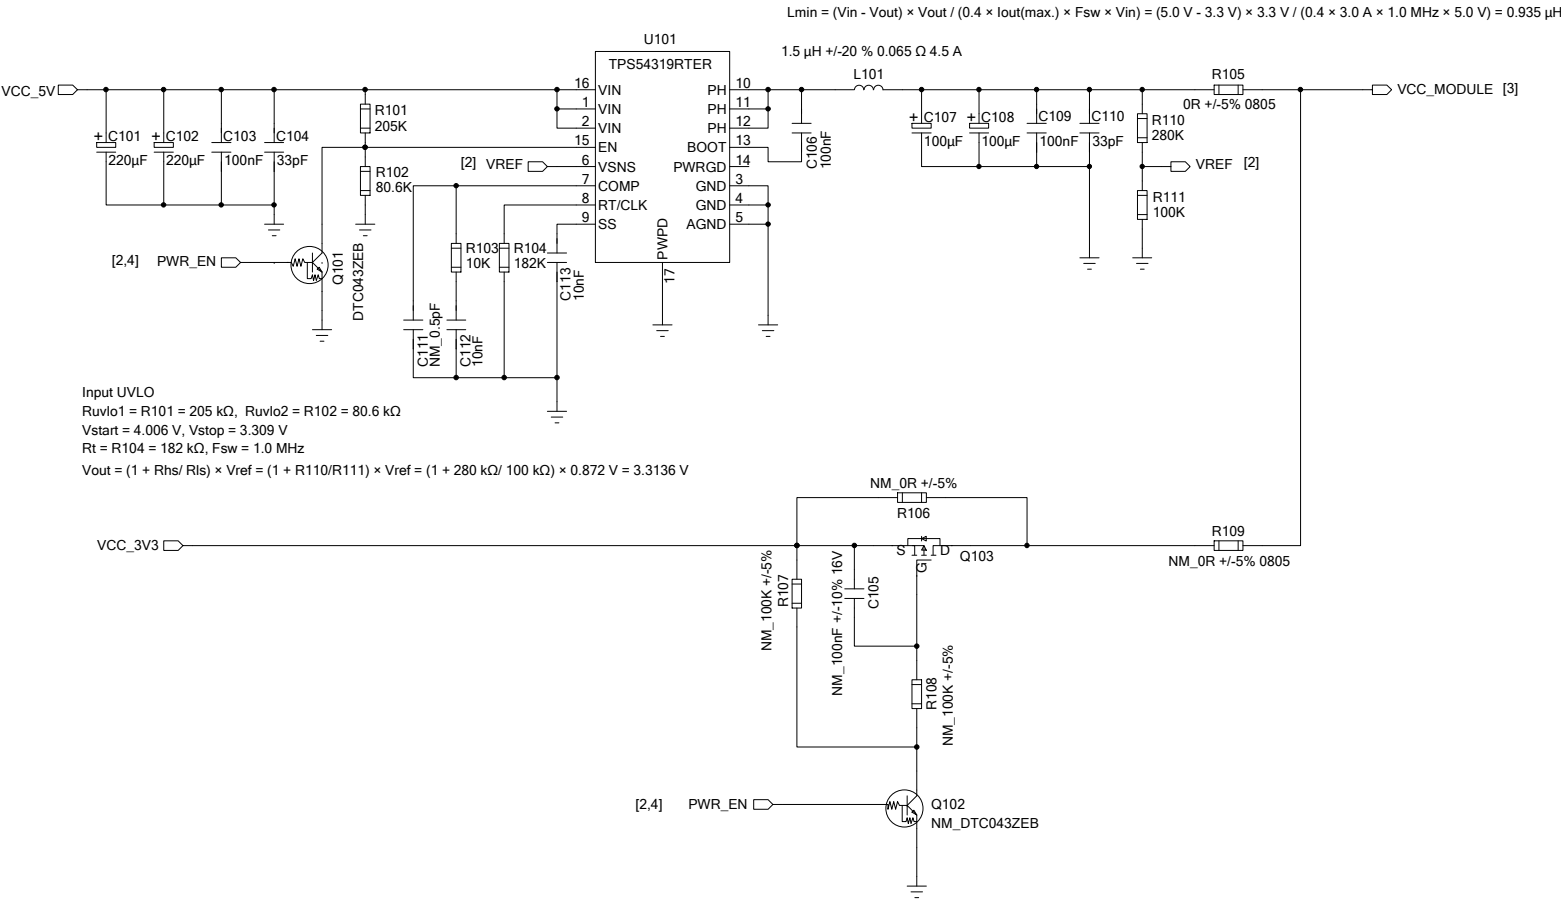 Lmin = (Vin - Vout) × Vout / (0.4 × Iout(max.) × Fsw × Vin) = (5.0 V - 3.3 V) × 3.3 V / (0.4 × 3.0 A × 1.0 MHz × 5.0 V) = 0.935 µH
U101
TPS54319RTER
1.5 µH +/-20 % 0.065 Ω 4.5 A
L101
R105
0R +/-5% 0805
VCC_5V
VCC_MODULE [3]
+ C101
220µF
+ C102
220µF
C103
100nF
C104
33pF
R101
205K
R102
80.6K
16 VIN
1 VIN
2 VIN
15 EN
6 VSNS
7 COMP
8 RT/CLK
9 SS
PH 10
PH 11
PH 12
BOOT 13
PWRGD 14
GND 3
GND 4
AGND 5
PWPD
17
[2] VREF
C106
100nF
+ C107
100µF
+ C108
100µF
C109
100nF
C110
33pF
R110
280K
VREF [2]
R111
100K
[2,4] PWR_EN
Q101
DTC043ZEB
R103
10K
R104
182K
C113
10nF
C111
NM_0.5pF
C112
10nF
Input UVLO
Ruvlo1 = R101 = 205 kΩ, Ruvlo2 = R102 = 80.6 kΩ
Vstart = 4.006 V, Vstop = 3.309 V
Rt = R104 = 182 kΩ, Fsw = 1.0 MHz
Vout = (1 + Rhs/ Rls) × Vref = (1 + R110/R111) × Vref = (1 + 280 kΩ/ 100 kΩ) × 0.872 V = 3.3136 V
NM_0R +/-5%
R106
VCC_3V3
S D
G
Q103
R109
NM_0R +/-5% 0805
NM_100K +/-5%
R107
NM_100nF +/-10% 16V
C105
R108
NM_100K +/-5%
[2,4] PWR_EN
Q102
NM_DTC043ZEB